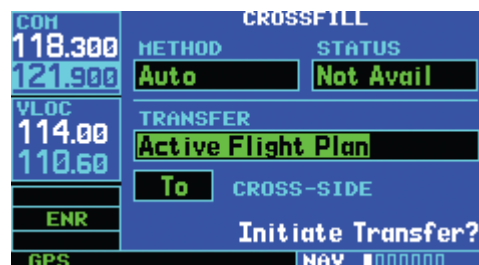 COM
118.300
121.900
VLOC
114.00
110.60
ENR
GPS
CROSSFILL
METHOD STATUS
Auto Not Avail
TRANSFER
Active Flight Plan
To CROSS-SIDE
Initiate Transfer?
NAV